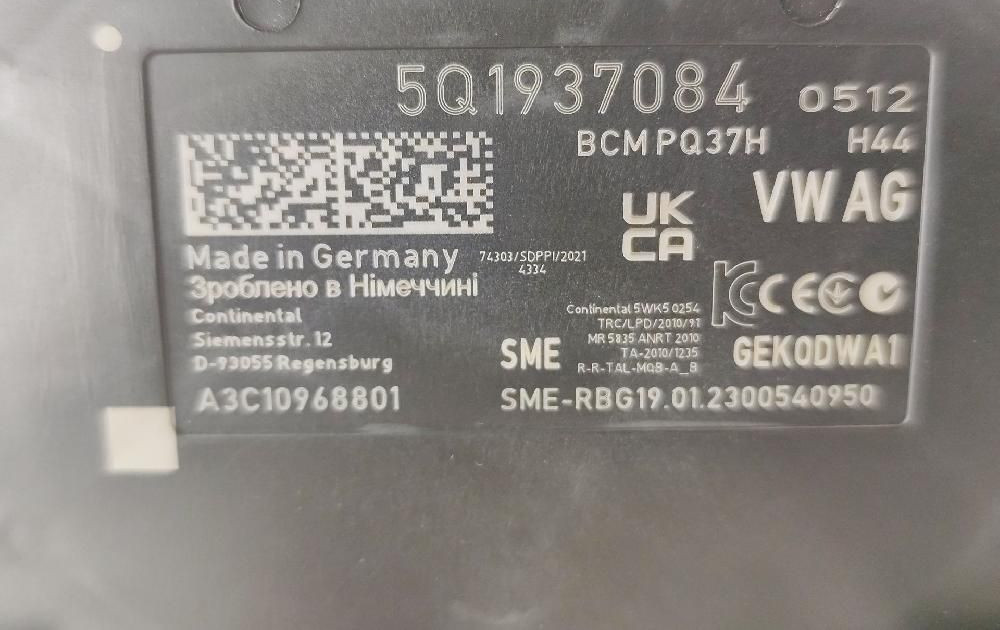 5Q1937084 0512
BCM PQ37H H44
VW AG
UK
CA
Made in Germany
74303/SDPPI/2021
4334
Зроблено в Німеччині
Continental
Siemensstr. 12
D-93055 Regensburg
A3C10968801
Continental 5WK5 0254
TRC/LPD/2010/91
MR 5835 ANRT 2010
TA-2010/1235
R-R-TAL-MQB-A_B
SME
KC CE
GEK0DWA1
SME-RBG19.01.2300540950